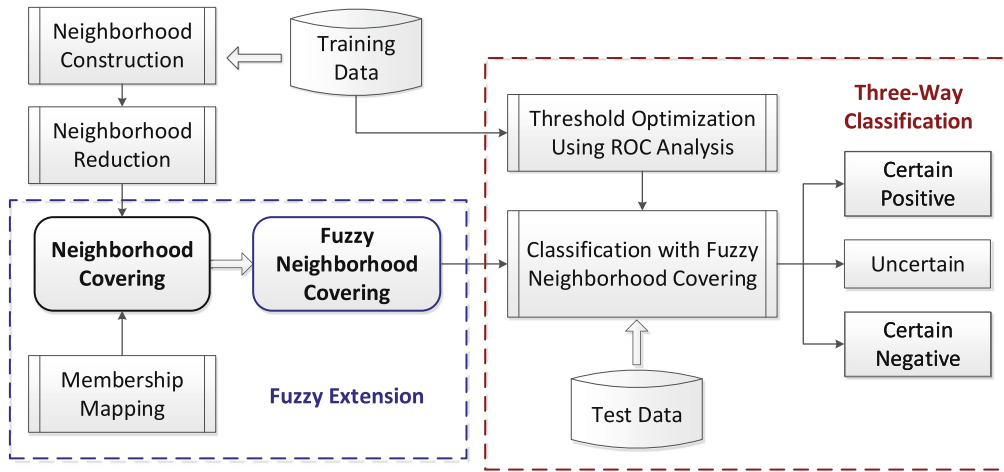 Neighborhood
Construction
Training
Data
Neighborhood
Reduction
Threshold Optimization
Using ROC Analysis
Three-Way
Classification
Certain
Positive
Neighborhood
Covering
Fuzzy
Neighborhood
Covering
Classification with Fuzzy
Neighborhood Covering
Uncertain
Certain
Negative
Membership
Mapping
Fuzzy Extension
Test Data